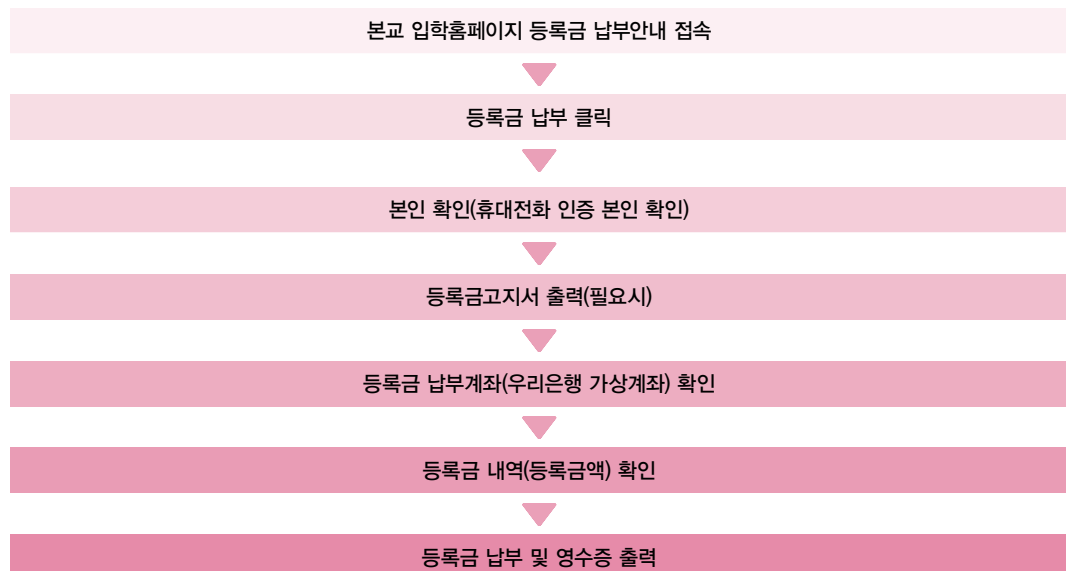 본교 입학홈페이지 등록금 납부안내 접속
등록금 납부 클릭
본인 확인(휴대전화 인증 본인 확인)
등록금고지서 출력(필요시)
등록금 납부계좌(우리은행 가상계좌) 확인
등록금 내역(등록금액) 확인
등록금 납부 및 영수증 출력